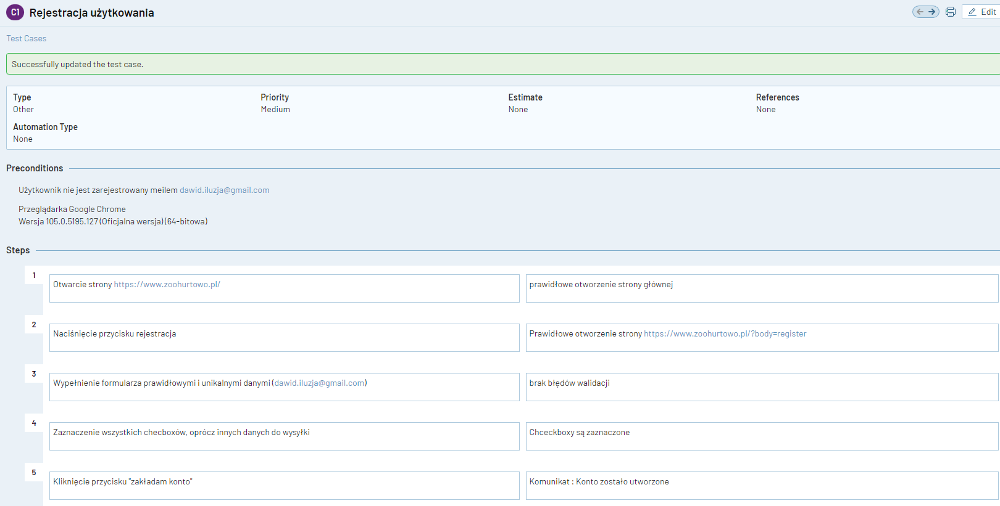 C1 Rejestracja użytkowania
Edit
Test Cases
Successfully updated the test case.
Type Priority Estimate References
Other Medium None None
Automation Type
None
Preconditions
Użytkownik nie jest zarejestrowany meilem dawid.iluzja@gmail.com
Przeglądarka Google Chrome
Wersja 105.0.5195.127 (Oficjalna wersja) (64-bitowa)
Steps
1 Otwarcie strony https://www.zoohurtowo.pl/ prawidłowe otworzenie strony głównej
2 Naciśnięcie przycisku rejestracja Prawidłowe otworzenie strony https://www.zoohurtowo.pl/?body=register
3 Wypełnienie formularza prawidłowymi i unikalnymi danymi (dawid.iluzja@gmail.com) brak błędów walidacji
4 Zaznaczenie wszystkich checboxów, oprócz innych danych do wysyłki Chceckboxy są zaznaczone
5 Kliknięcie przycisku "zakładam konto" Komunikat : Konto zostało utworzone